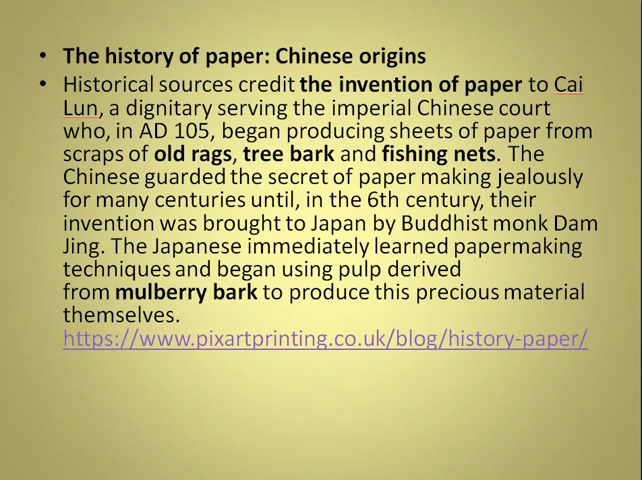 • The history of paper: Chinese origins
• Historical sources credit the invention of paper to Cai
Lun, a dignitary serving the imperial Chinese court
who, in AD 105, began producing sheets of paper from
scraps of old rags, tree bark and fishing nets. The
Chinese guarded the secret of paper making jealously
for many centuries until, in the 6th century, their
invention was brought to Japan by Buddhist monk Dam
Jing. The Japanese immediately learned papermaking
techniques and began using pulp derived
from mulberry bark to produce this precious material
themselves.
https://www.pixartprinting.co.uk/blog/history-paper/